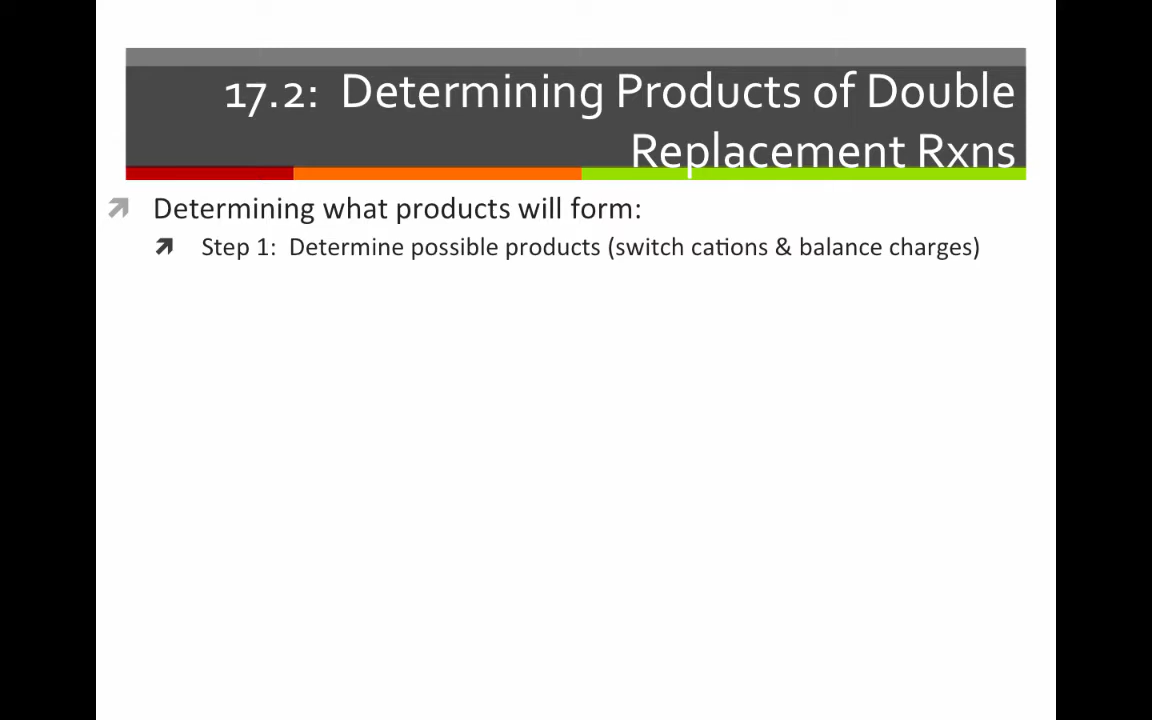 17.2: Determining Products of Double
Replacement Rxns
Determining what products will form:
Step 1: Determine possible products (switch cations & balance charges)